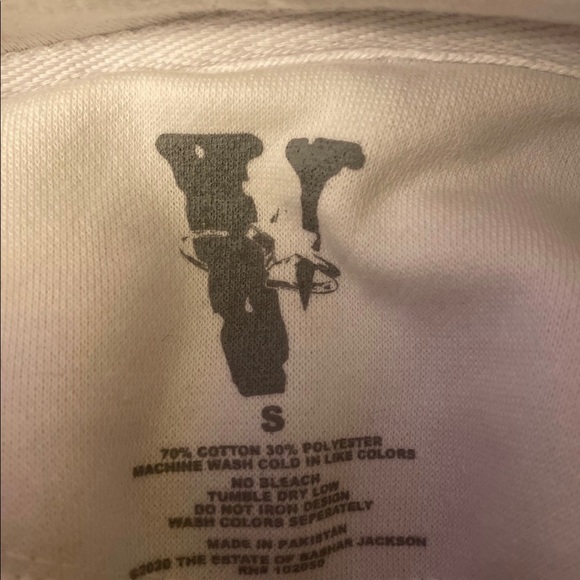 V
S
70% COTTON 30% POLYESTER
MACHINE WASH COLD IN LIKE COLORS
NO BLEACH
TUMBLE DRY LOW
DO NOT IRON DESIGN
WASH COLORS SEPERATELY
MADE IN PAKISTAN
©2020 THE ESTATE OF BASHAR JACKSON
RN# 102050